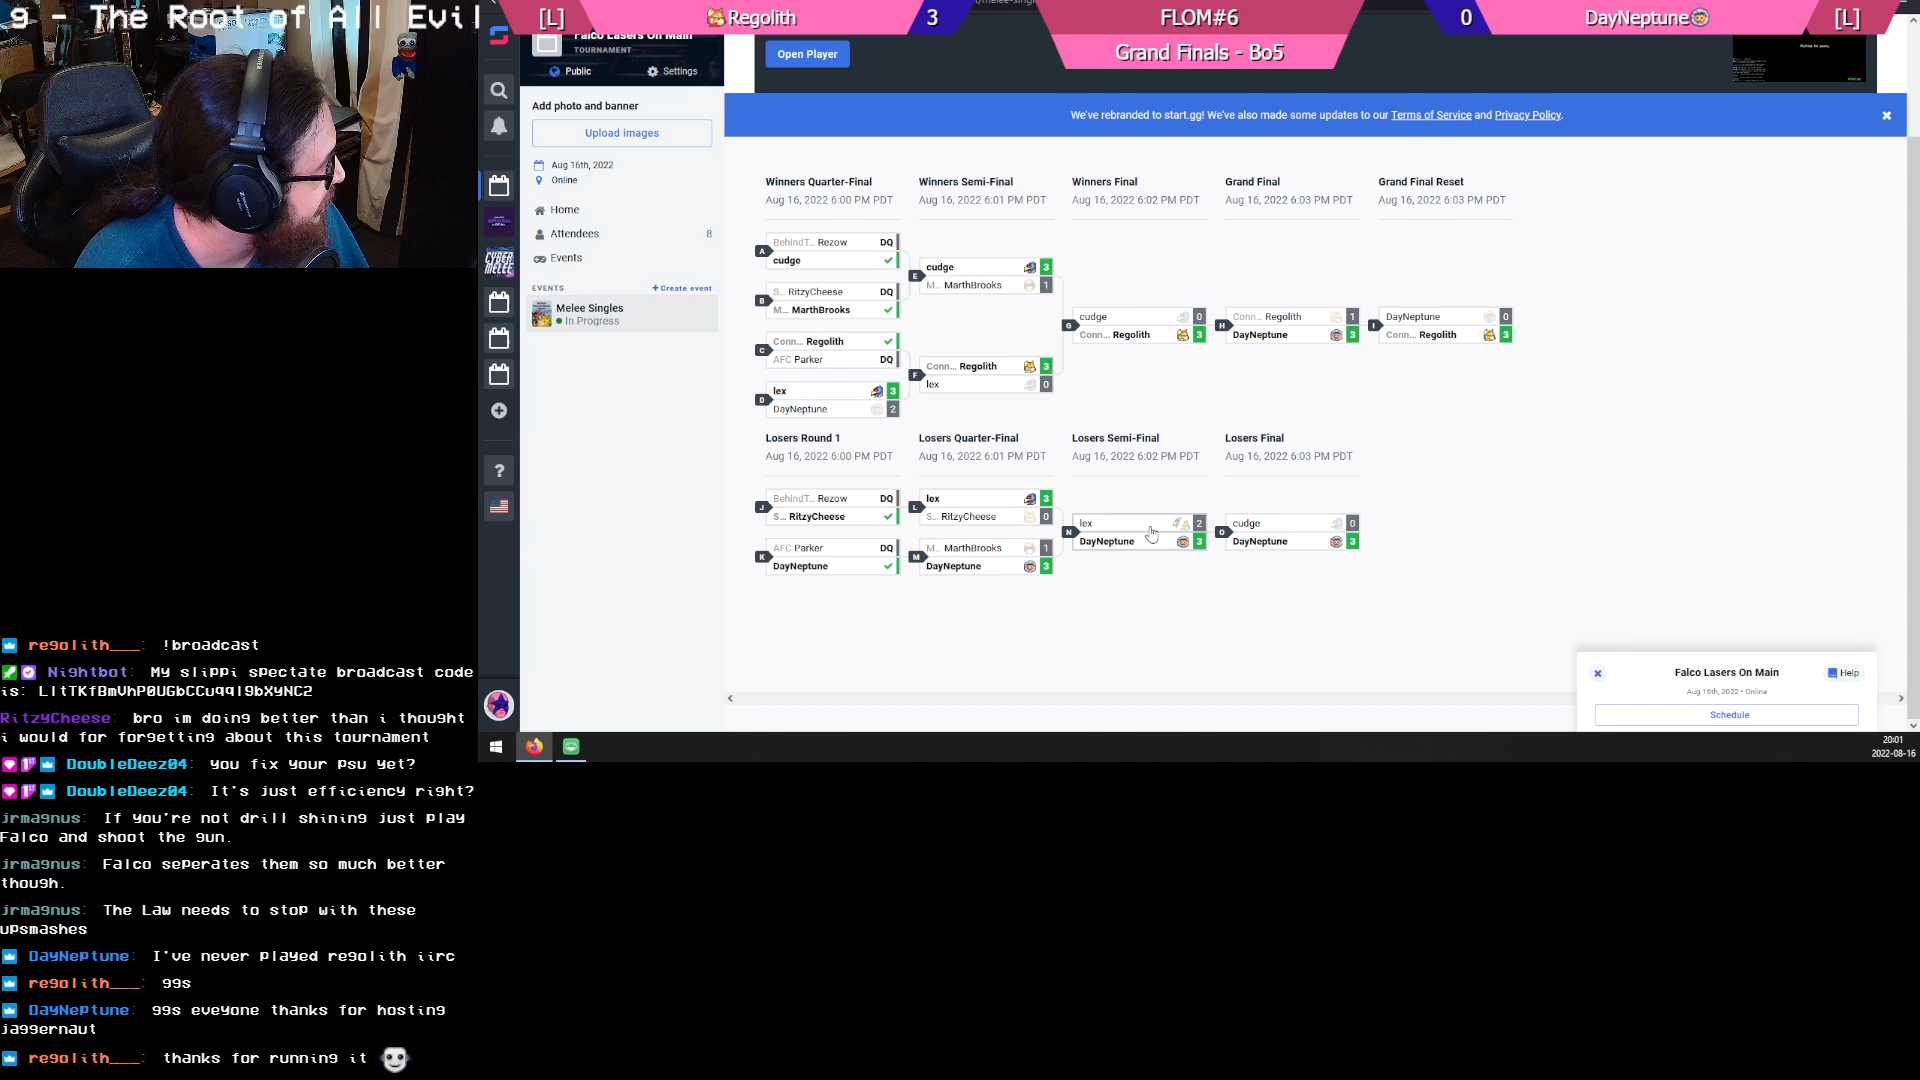 g - The Root of All Evil
[L]
Regolith
3
FLOM#6
0
DayNeptune
[L]
Grand Finals - Bo5
Falco Lasers On Main
TOURNAMENT
Public
Settings
Open Player
Add photo and banner
Upload images
Aug 16th, 2022
Online
Home
Attendees 8
Events
EVENTS
+ Create event
Melee Singles
In Progress
We've rebranded to start.gg! We've also made some updates to our Terms of Service and Privacy Policy.
Winners Quarter-Final
Aug 16, 2022 6:00 PM PDT
Winners Semi-Final
Aug 16, 2022 6:01 PM PDT
Winners Final
Aug 16, 2022 6:02 PM PDT
Grand Final
Aug 16, 2022 6:03 PM PDT
Grand Final Reset
Aug 16, 2022 6:03 PM PDT
A
BehindT... Rezow DQ
cudge
B
S... RitzyCheese DQ
M... MarthBrooks
C
Conn... Regolith
AFC Parker DQ
D
lex 3
DayNeptune 2
E
cudge 3
M... MarthBrooks 1
F
Conn... Regolith 3
lex 0
G
cudge 0
Conn... Regolith 3
H
Conn... Regolith 1
DayNeptune 3
I
DayNeptune 0
Conn... Regolith 3
Losers Round 1
Aug 16, 2022 6:00 PM PDT
Losers Quarter-Final
Aug 16, 2022 6:01 PM PDT
Losers Semi-Final
Aug 16, 2022 6:02 PM PDT
Losers Final
Aug 16, 2022 6:03 PM PDT
J
BehindT... Rezow DQ
S... RitzyCheese
K
AFC Parker DQ
DayNeptune
L
lex 3
S... RitzyCheese 0
M
M... MarthBrooks 1
DayNeptune 3
N
lex 2
DayNeptune 3
O
cudge 0
DayNeptune 3
Falco Lasers On Main
Help
Aug 16th, 2022 • Online
Schedule
20:01
2022-08-16
CYBER
MELEE
regolith___: !broadcast
Nightbot: My slippi spectate broadcast code
RitzyCheese: bro im doing better than i thought
i would for forgetting about this tournament
DoubleDeez04: you fix your psu yet?
DoubleDeez04: It's just efficiency right?
jrmagnus: If you're not drill shining just play
Falco and shoot the gun.
jrmagnus: Falco seperates them so much better
though.
jrmagnus: The Law needs to stop with these
upsmashes
DayNeptune: I've never played regolith iirc
regolith___: ggs
DayNeptune: ggs eveyone thanks for hosting
jaggernaut
regolith___: thanks for running it